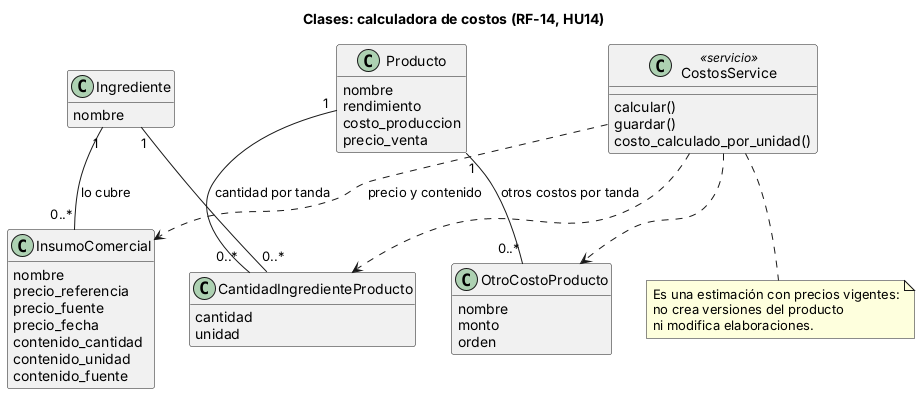 Clases: calculadora de costos (RF-14, HU14)
C Ingrediente
nombre
C Producto
nombre
rendimiento
costo_produccion
precio_venta
«servicio»
C CostosService
calcular()
guardar()
costo_calculado_por_unidad()
1
1
1
1
lo cubre
cantidad por tanda
precio y contenido
otros costos por tanda
0..*
0..*
0..*
0..*
C InsumoComercial
nombre
precio_referencia
precio_fuente
precio_fecha
contenido_cantidad
contenido_unidad
contenido_fuente
C CantidadIngredienteProducto
cantidad
unidad
C OtroCostoProducto
nombre
monto
orden
Es una estimación con precios vigentes:
no crea versiones del producto
ni modifica elaboraciones.